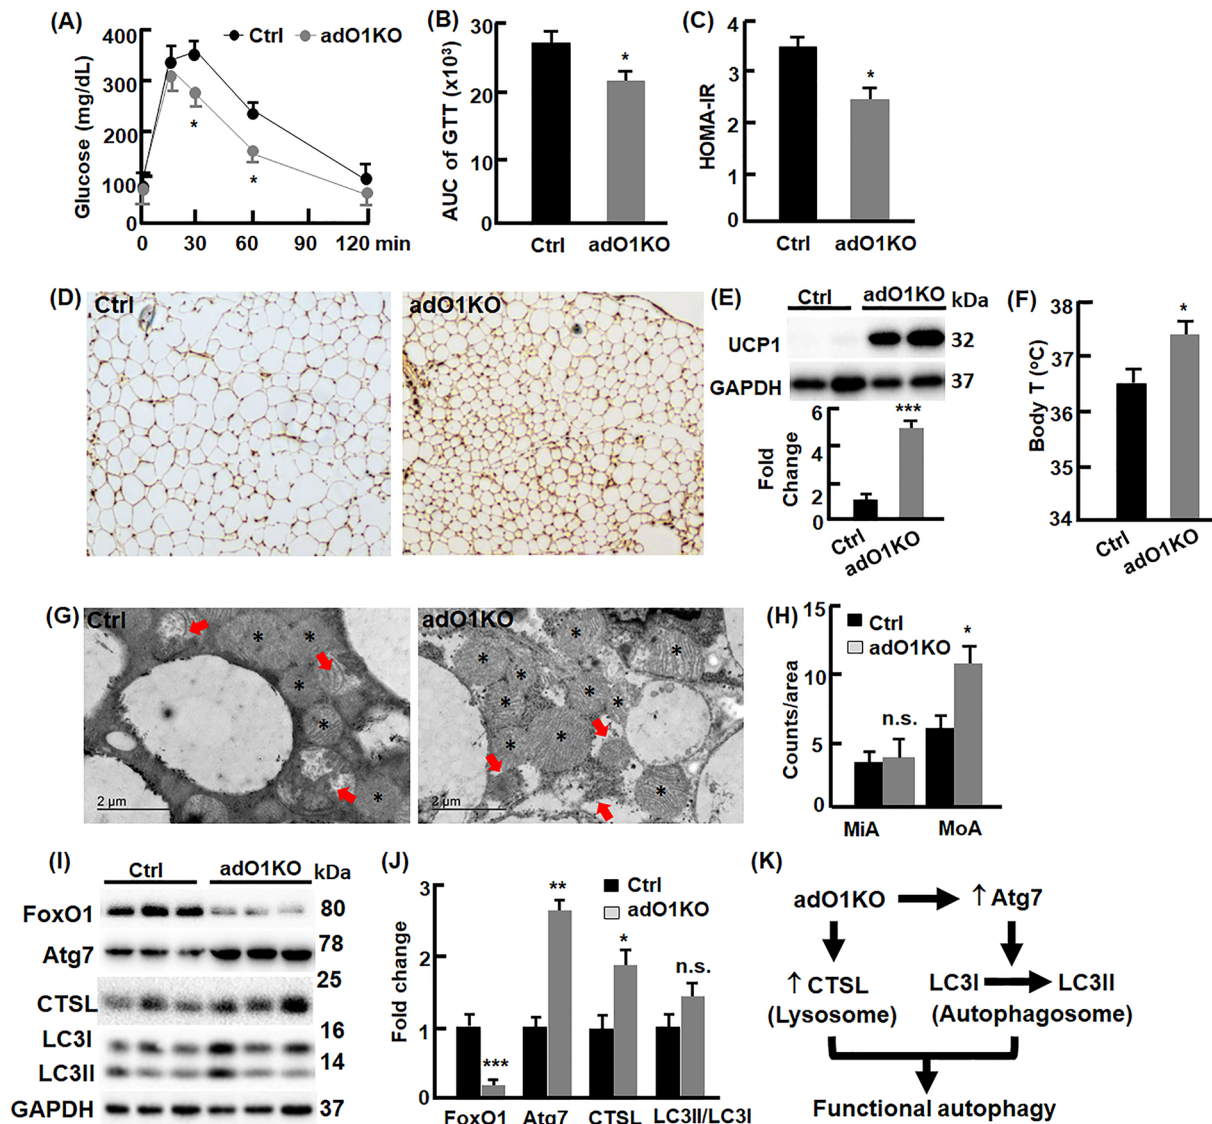 (A)
Glucose (mg/dL)
400
300
200
100
0
Ctrl adO1KO
*
*
0 30 60 90 120 min
(B)
AUC of GTT (x10³)
30
20
10
0
*
Ctrl adO1KO
(C)
HOMA-IR
4
3
2
1
0
*
Ctrl adO1KO
(D)
Ctrl
adO1KO
(E)
Ctrl adO1KO kDa
UCP1 32
GAPDH 37
Fold Change
6
4
2
0
***
Ctrl
adO1KO
(F)
Body T (ºC)
38
37
36
35
34
*
Ctrl
adO1KO
(G)
Ctrl
* * * * * *
2 µm
adO1KO
* * * * * * * * *
2 µm
(H)
Counts/area
15
10
5
0
Ctrl
adO1KO
n.s.
*
MiA MoA
(I)
Ctrl adO1KO kDa
FoxO1 80
Atg7 78
25
CTSL
16
LC3I
14
LC3II
GAPDH 37
(J)
Fold change
3
2
1
0
Ctrl
adO1KO
***
**
*
n.s.
FoxO1 Atg7 CTSL LC3II/LC3I
(K)
adO1KO ↑ Atg7
↑ CTSL LC3I LC3II
(Lysosome) (Autophagosome)
Functional autophagy